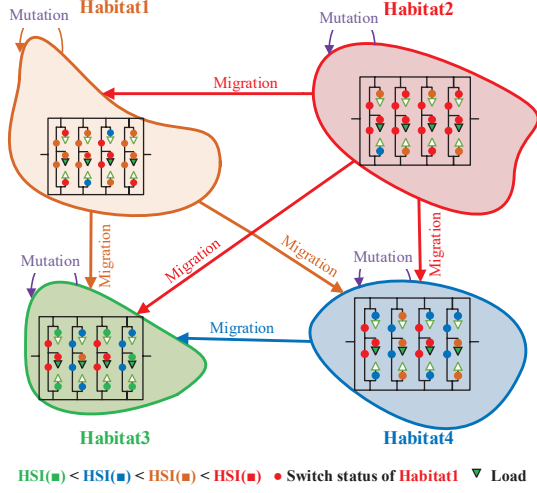 Habitat1
Habitat2
Mutation
Mutation
Migration
Migration
Migration
Migration
Migration
Mutation
Mutation
Migration
Habitat3
Habitat4
HSI(■) < HSI(■) < HSI(■) < HSI(■) ● Switch status of Habitat1 ▼ Load